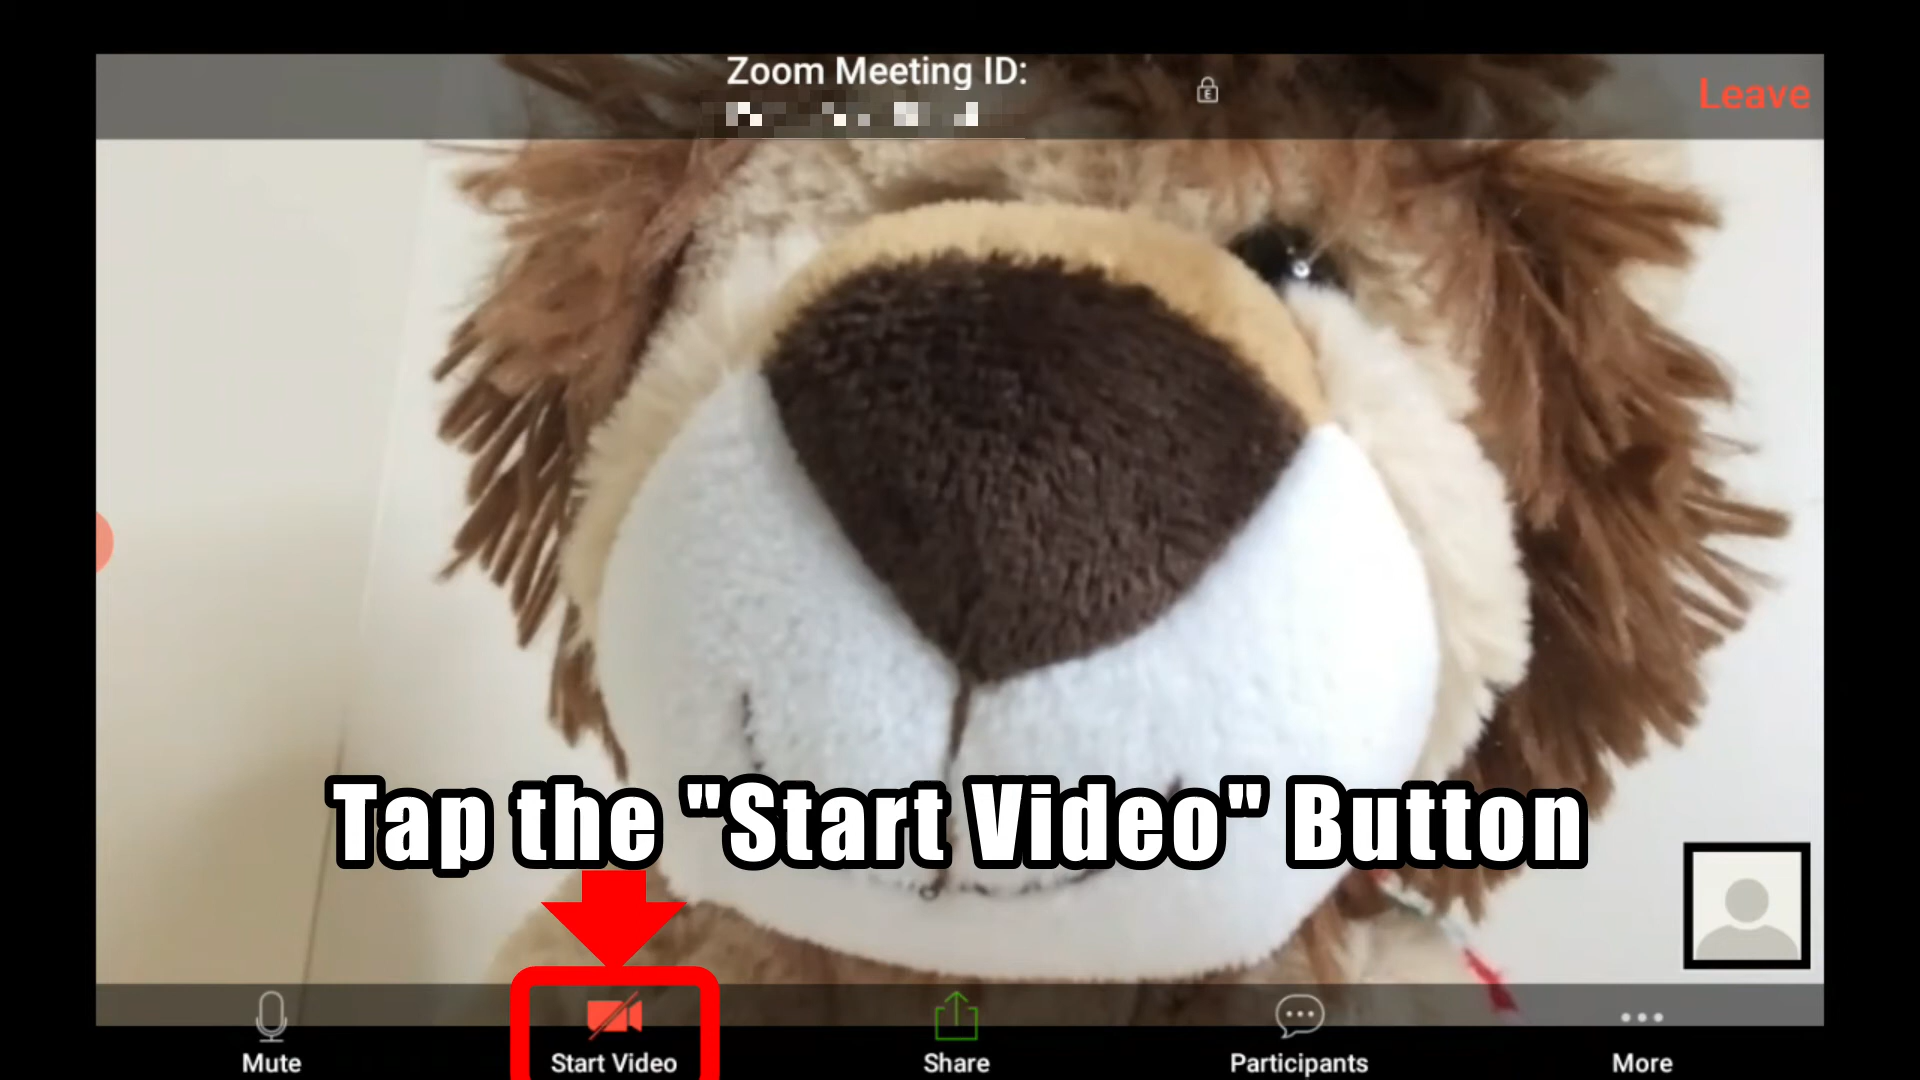 Zoom Meeting ID:
Leave
Tap the "Start Video" Button
Mute
Start Video
Share
Participants
More